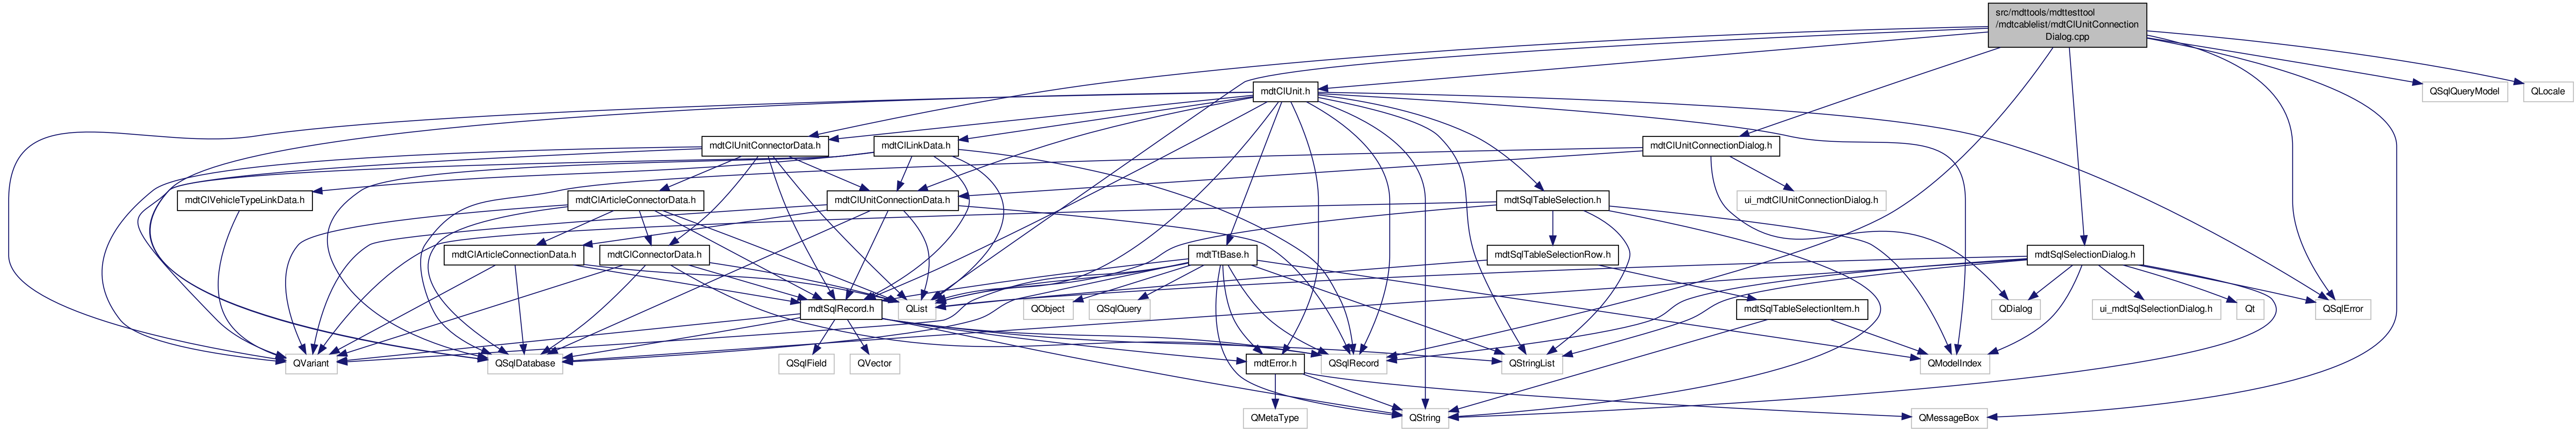 src/mdttools/mdttesttool
/mdtcablelist/mdtClUnitConnection
Dialog.cpp
mdtClUnit.h
QSqlQueryModel
QLocale
mdtClUnitConnectorData.h
mdtClLinkData.h
mdtClUnitConnectionDialog.h
mdtClVehicleTypeLinkData.h
mdtClArticleConnectorData.h
mdtClUnitConnectionData.h
mdtSqlTableSelection.h
ui_mdtClUnitConnectionDialog.h
mdtClArticleConnectionData.h
mdtClConnectorData.h
mdtTtBase.h
mdtSqlTableSelectionRow.h
mdtSqlSelectionDialog.h
mdtSqlRecord.h
QList
QObject
QSqlQuery
mdtSqlTableSelectionItem.h
QDialog
ui_mdtSqlSelectionDialog.h
Qt
QSqlError
QVariant
QSqlDatabase
QSqlField
QVector
mdtError.h
QSqlRecord
QStringList
QModelIndex
QMetaType
QString
QMessageBox